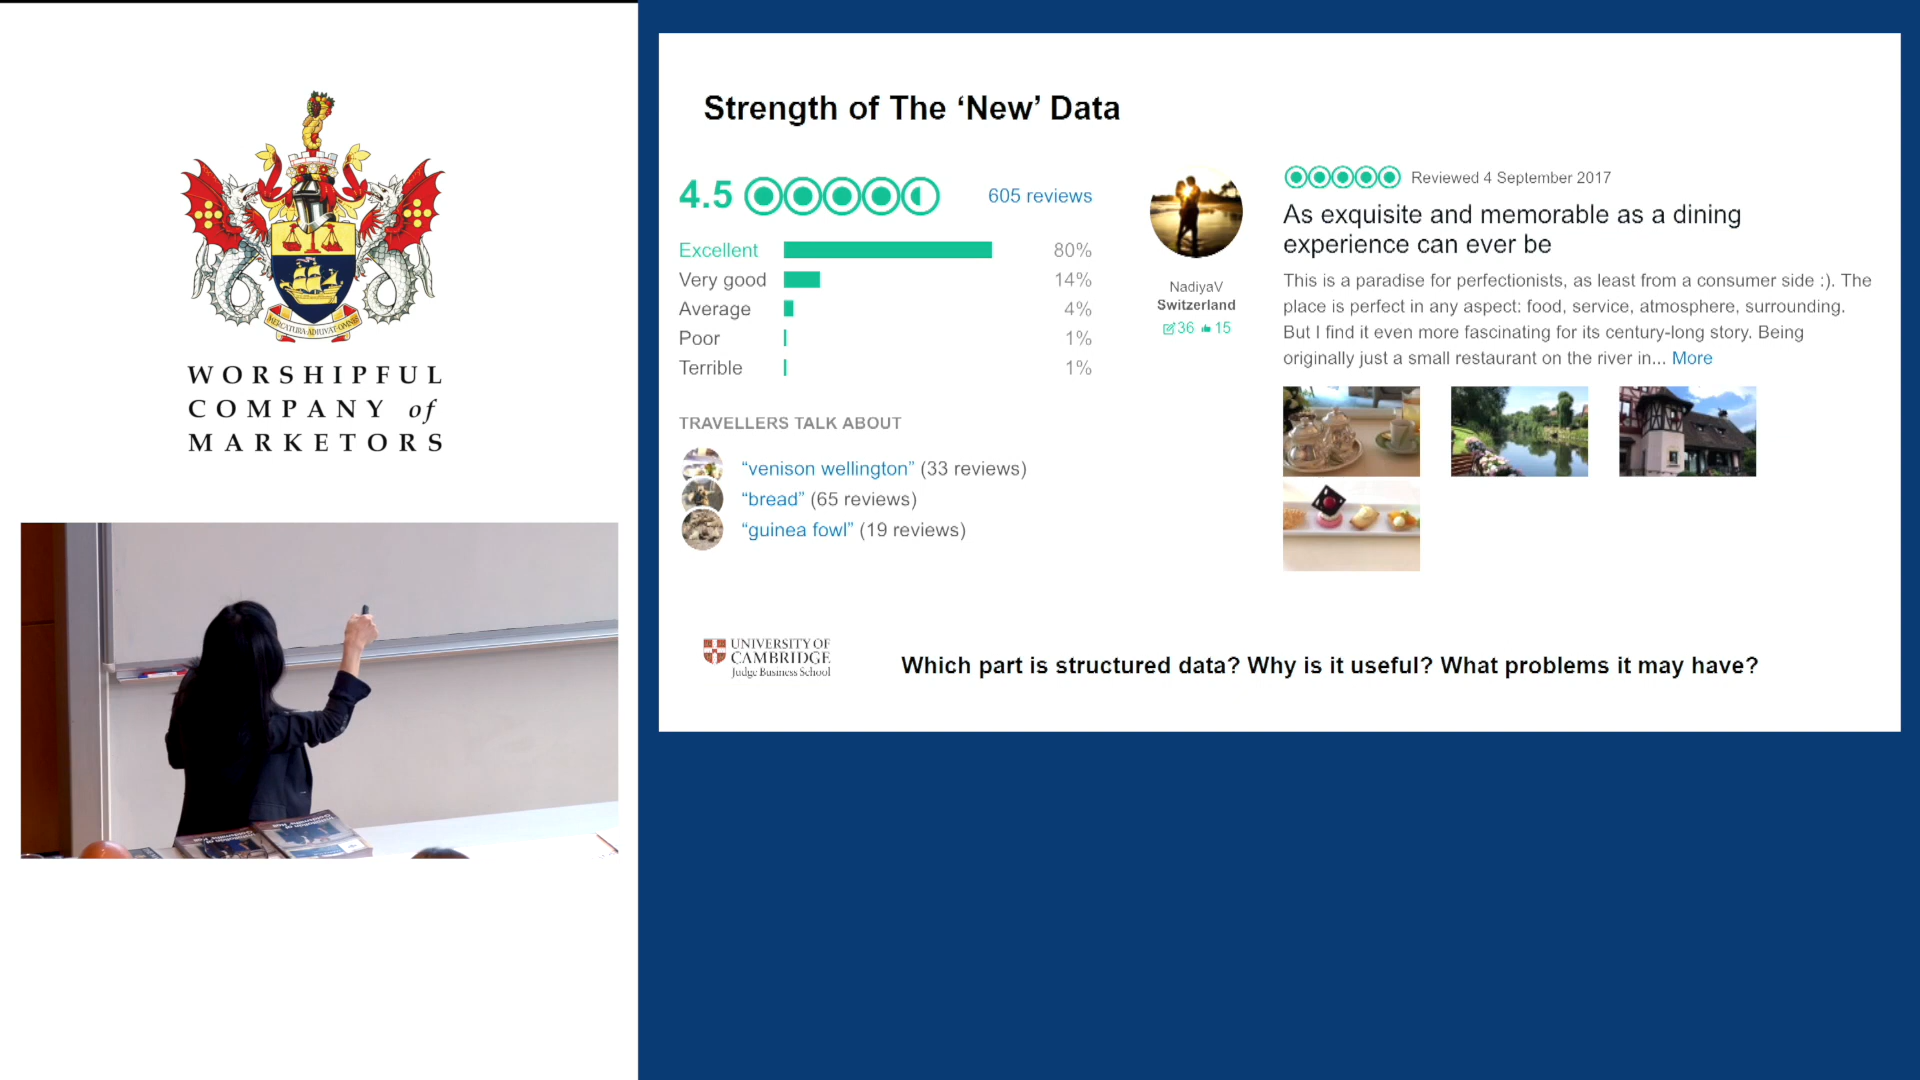 MERCATURA ADIUVAT OMNES
WORSHIPFUL
COMPANY of
MARKETORS
Strength of The ‘New’ Data
4.5
605 reviews
Excellent 80%
Very good 14%
Average 4%
Poor 1%
Terrible 1%
TRAVELLERS TALK ABOUT
“venison wellington” (33 reviews)
“bread” (65 reviews)
“guinea fowl” (19 reviews)
NadiyaV
Switzerland
36 15
Reviewed 4 September 2017
As exquisite and memorable as a dining
experience can ever be
This is a paradise for perfectionists, as least from a consumer side :). The
place is perfect in any aspect: food, service, atmosphere, surrounding.
But I find it even more fascinating for its century-long story. Being
originally just a small restaurant on the river in... More
UNIVERSITY OF
CAMBRIDGE
Judge Business School
Which part is structured data? Why is it useful? What problems it may have?